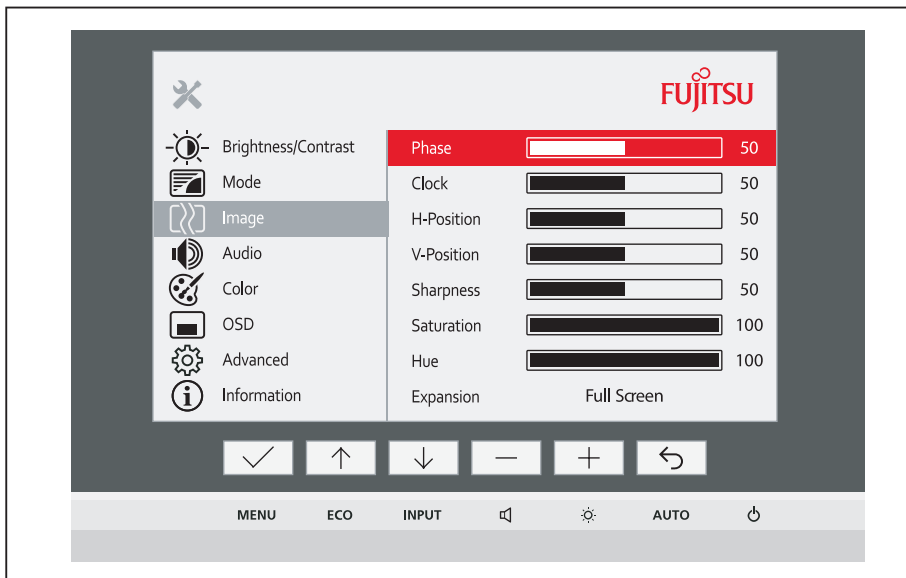 FUJITSU
Brightness/Contrast
Mode
Image
Audio
Color
OSD
Advanced
Information
Phase 50
Clock 50
H-Position 50
V-Position 50
Sharpness 50
Saturation 100
Hue 100
Expansion Full Screen
MENU ECO INPUT AUTO